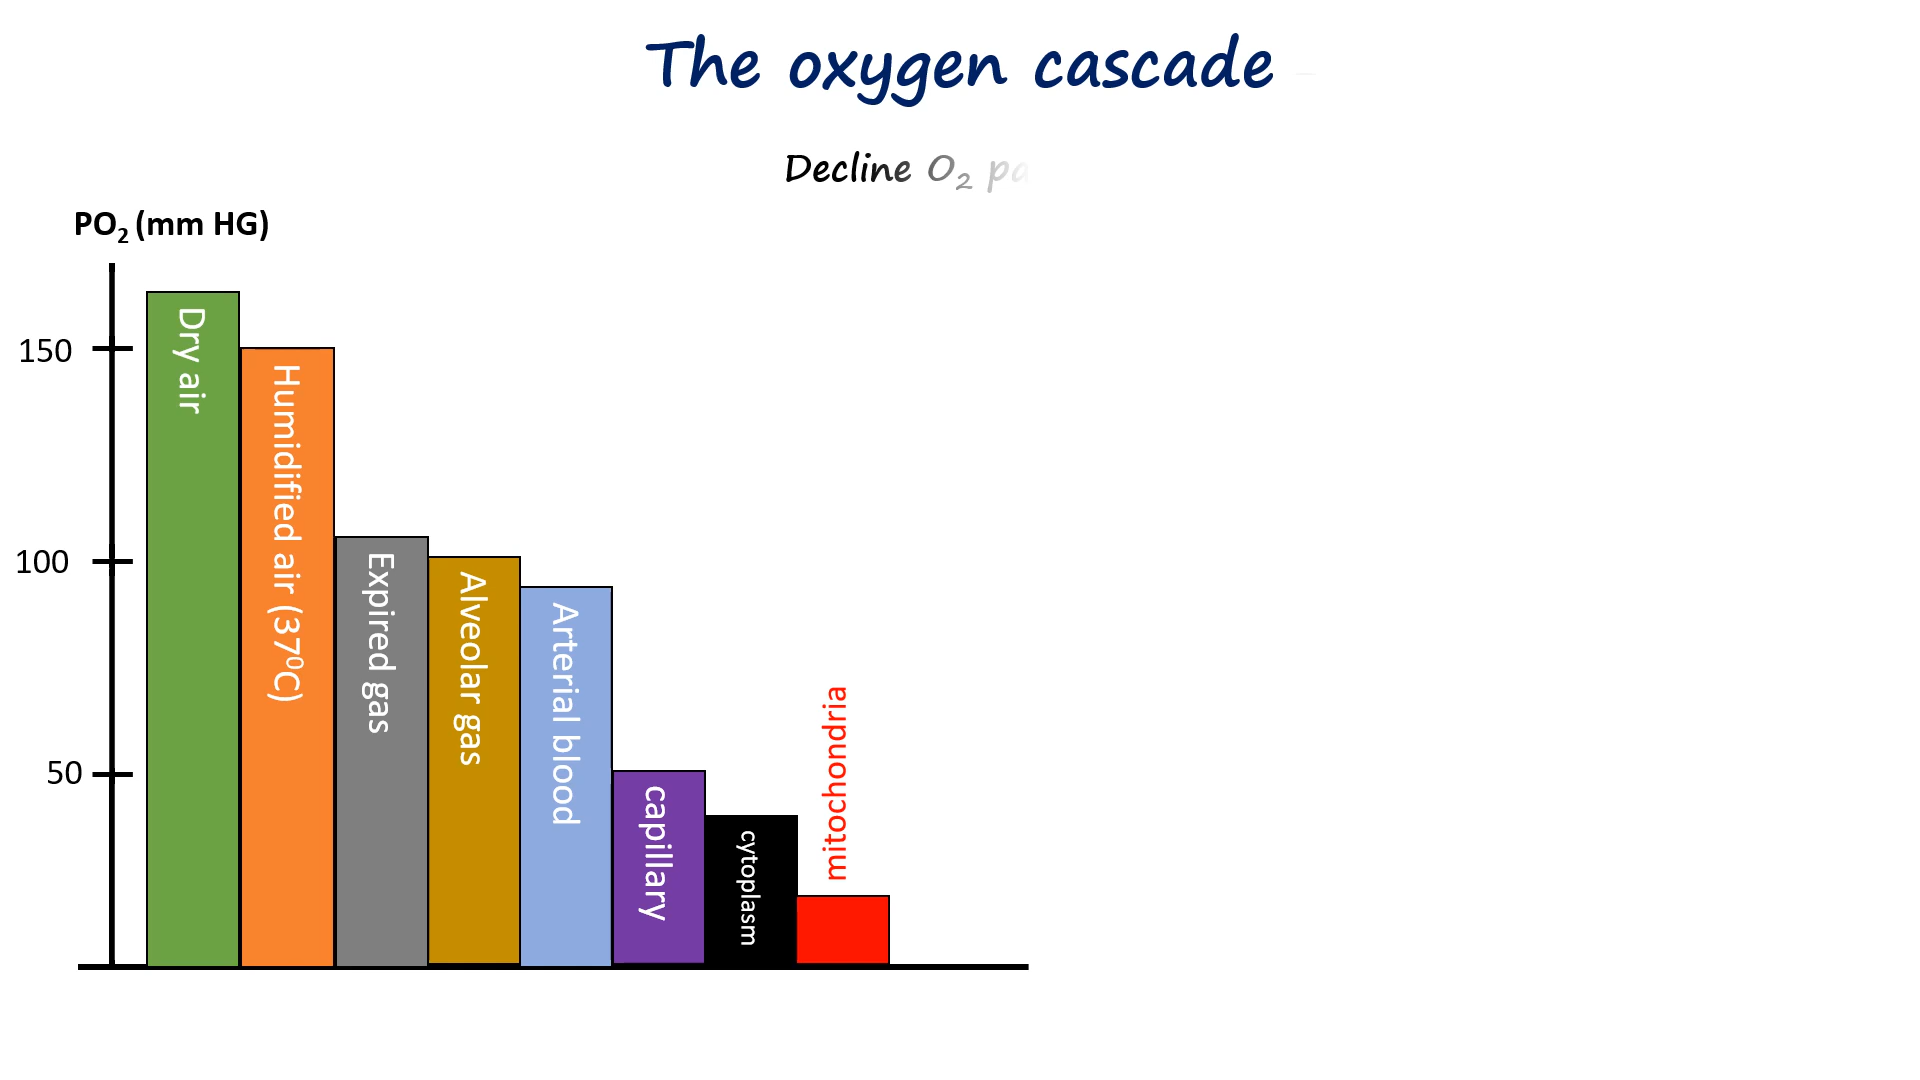 The oxygen cascade
Decline O₂
PO₂ (mm HG)
150
100
50
Dry air
Humidified air (37⁰C)
Expired gas
Alveolar gas
Arterial blood
capillary
cytoplasm
mitochondria